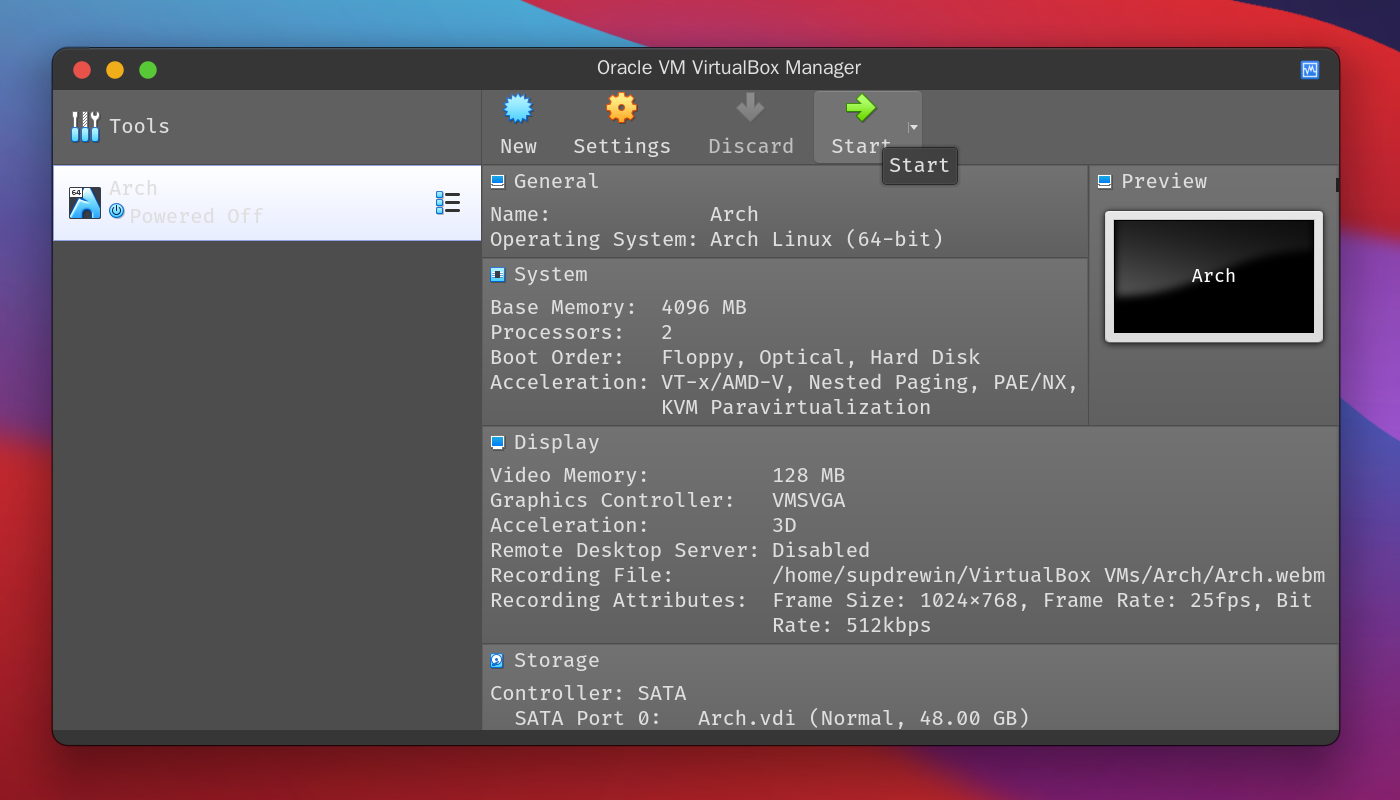 Oracle VM VirtualBox Manager
Tools
New
Settings
Discard
Start
Start
64
Arch
Powered Off
General
Name: Arch
Operating System: Arch Linux (64-bit)
System
Base Memory: 4096 MB
Processors: 2
Boot Order: Floppy, Optical, Hard Disk
Acceleration: VT-x/AMD-V, Nested Paging, PAE/NX,
KVM Paravirtualization
Preview
Arch
Display
Video Memory: 128 MB
Graphics Controller: VMSVGA
Acceleration: 3D
Remote Desktop Server: Disabled
Recording File: /home/supdrewin/VirtualBox VMs/Arch/Arch.webm
Recording Attributes: Frame Size: 1024×768, Frame Rate: 25fps, Bit
Rate: 512kbps
Storage
Controller: SATA
SATA Port 0: Arch.vdi (Normal, 48.00 GB)